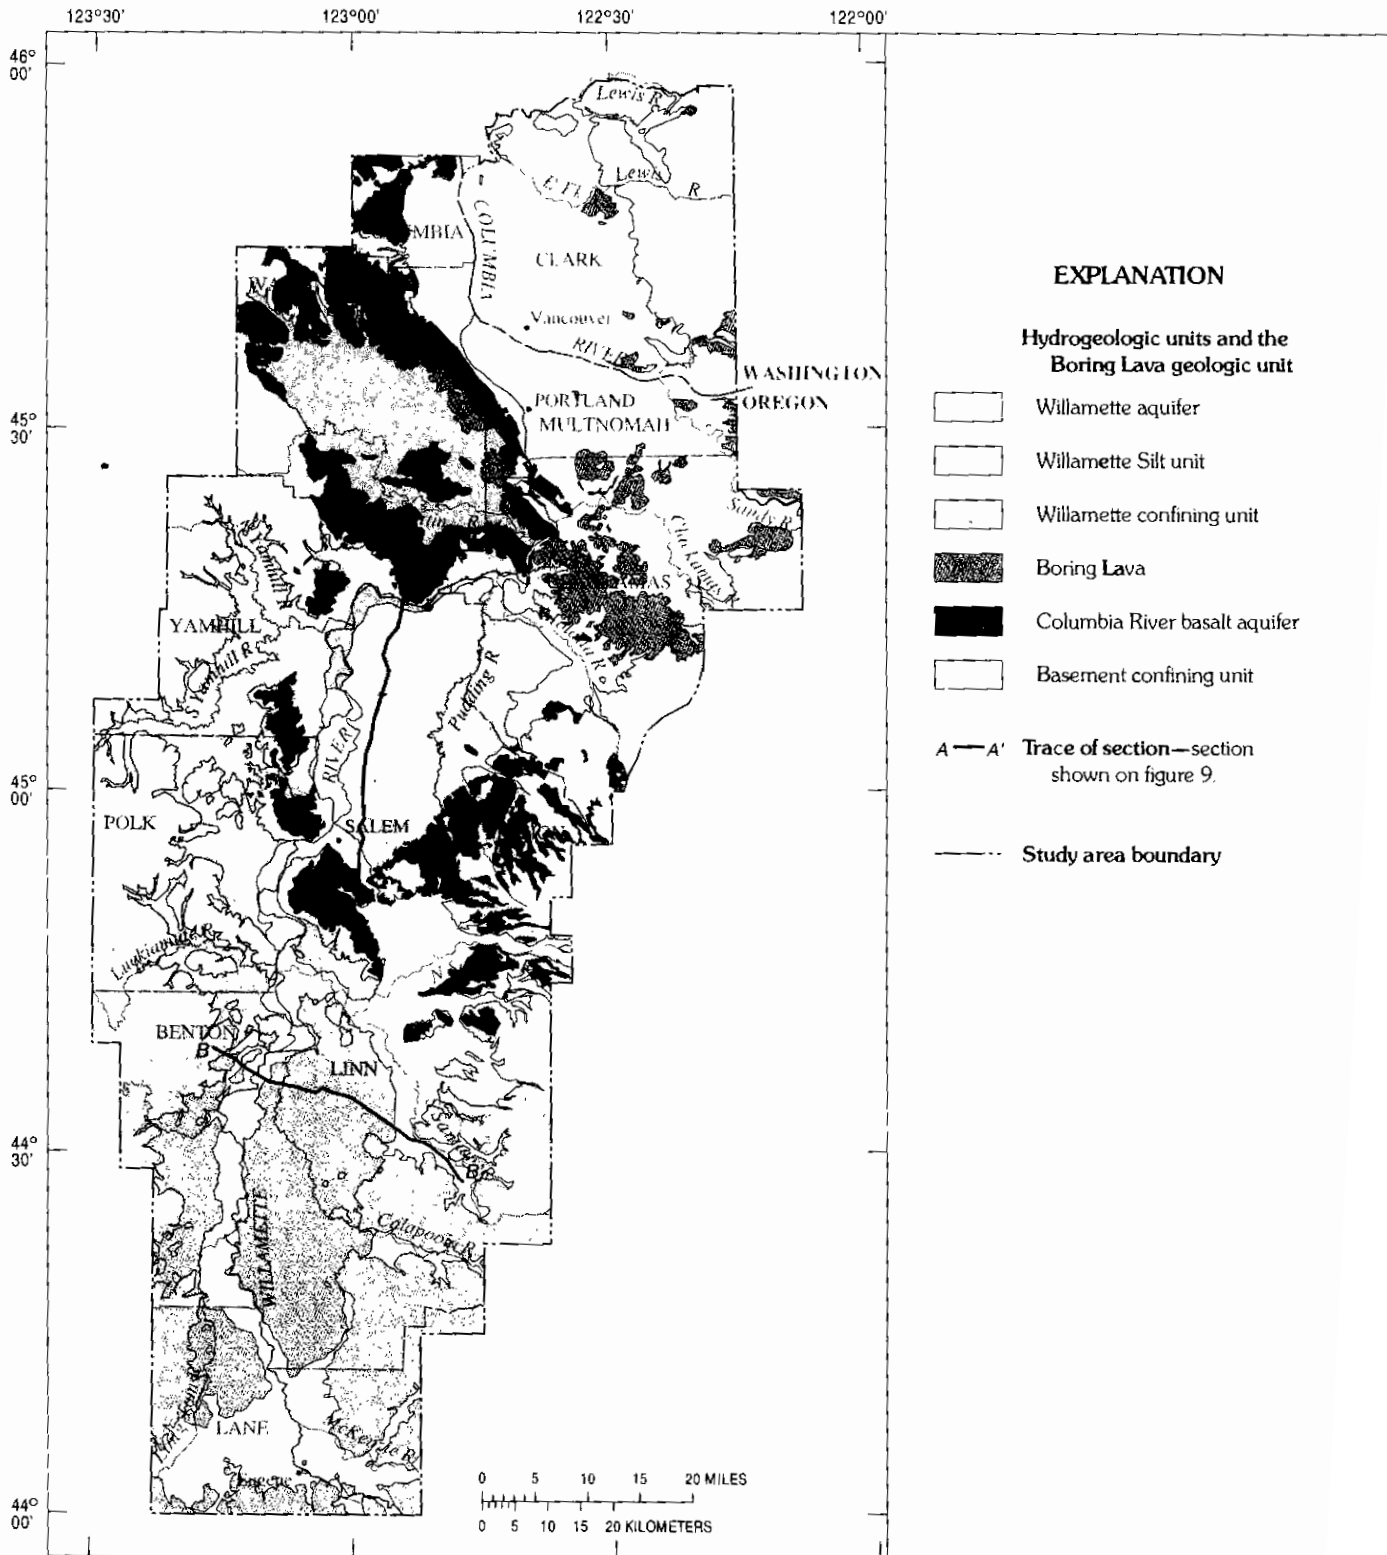 123°30' 123°00' 122°30' 122°00'
46°
00'
Lewis R
Lewis
R
COLUMBIA
CLARK
Vancouver
RIVER
WASHINGTON
OREGON
PORTLAND
MULTNOMAH
45°
30'
Sandy R
Clackamas
Yamhill
YAMHILL
Yamhill R
Pudding R
RIVER
45°
00'
POLK
SALEM
Luckiamute R
N
BENTON
B
LINN
Santiam
B'
44°
30'
WILLAMETTE
Calapooia R
LANE
McKenzie R
Eugene
44°
00'
0 5 10 15 20 MILES
0 5 10 15 20 KILOMETERS
EXPLANATION
Hydrogeologic units and the
Boring Lava geologic unit
Willamette aquifer
Willamette Silt unit
Willamette confining unit
Boring Lava
Columbia River basalt aquifer
Basement confining unit
A — A' Trace of section—section
shown on figure 9.
Study area boundary